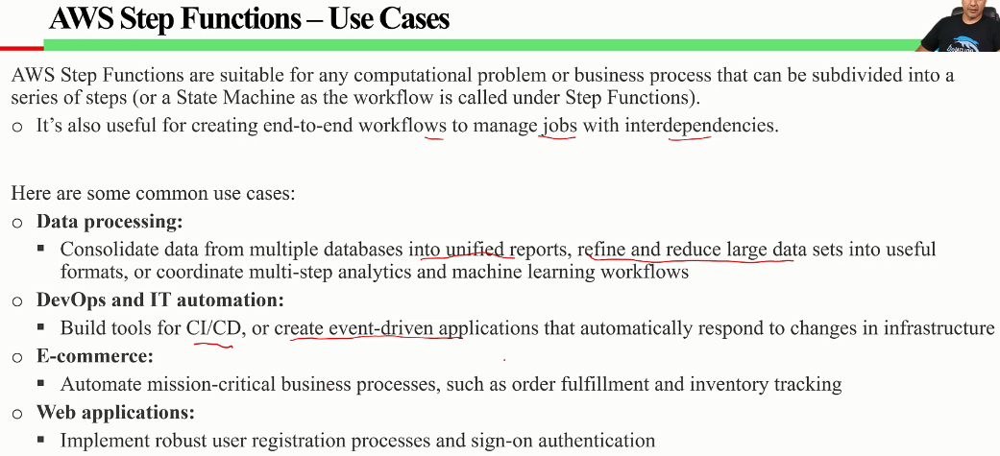 AWS Step Functions – Use Cases
AWS Step Functions are suitable for any computational problem or business process that can be subdivided into a
series of steps (or a State Machine as the workflow is called under Step Functions).
o It's also useful for creating end-to-end workflows to manage jobs with interdependencies.
Here are some common use cases:
o Data processing:
▪ Consolidate data from multiple databases into unified reports, refine and reduce large data sets into useful
formats, or coordinate multi-step analytics and machine learning workflows
o DevOps and IT automation:
▪ Build tools for CI/CD, or create event-driven applications that automatically respond to changes in infrastructure
o E-commerce:
▪ Automate mission-critical business processes, such as order fulfillment and inventory tracking
o Web applications:
▪ Implement robust user registration processes and sign-on authentication